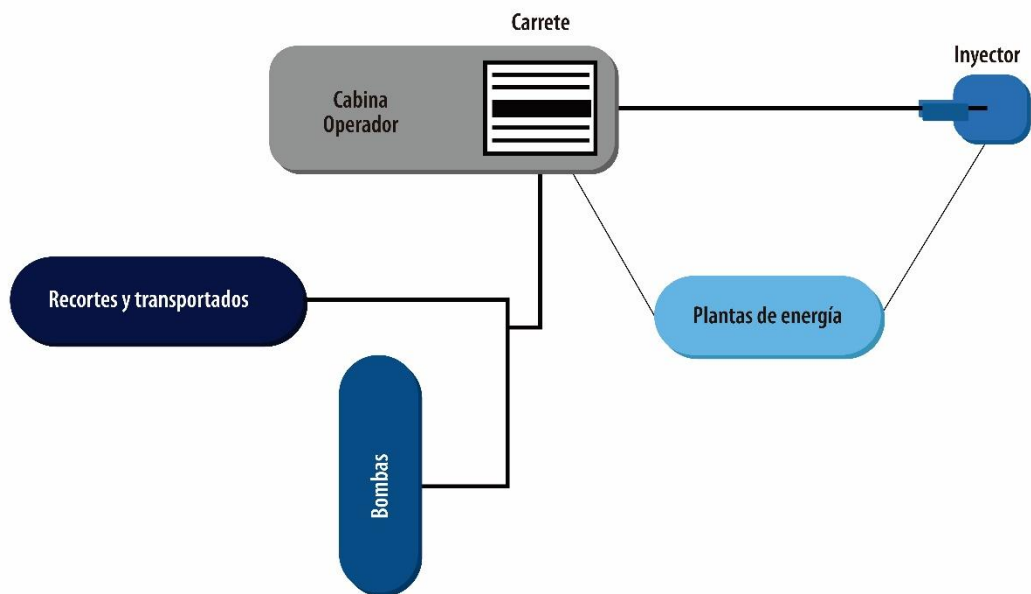 Carrete
Inyector
Cabina
Operador
Recortes y transportados
Plantas de energía
Bombas